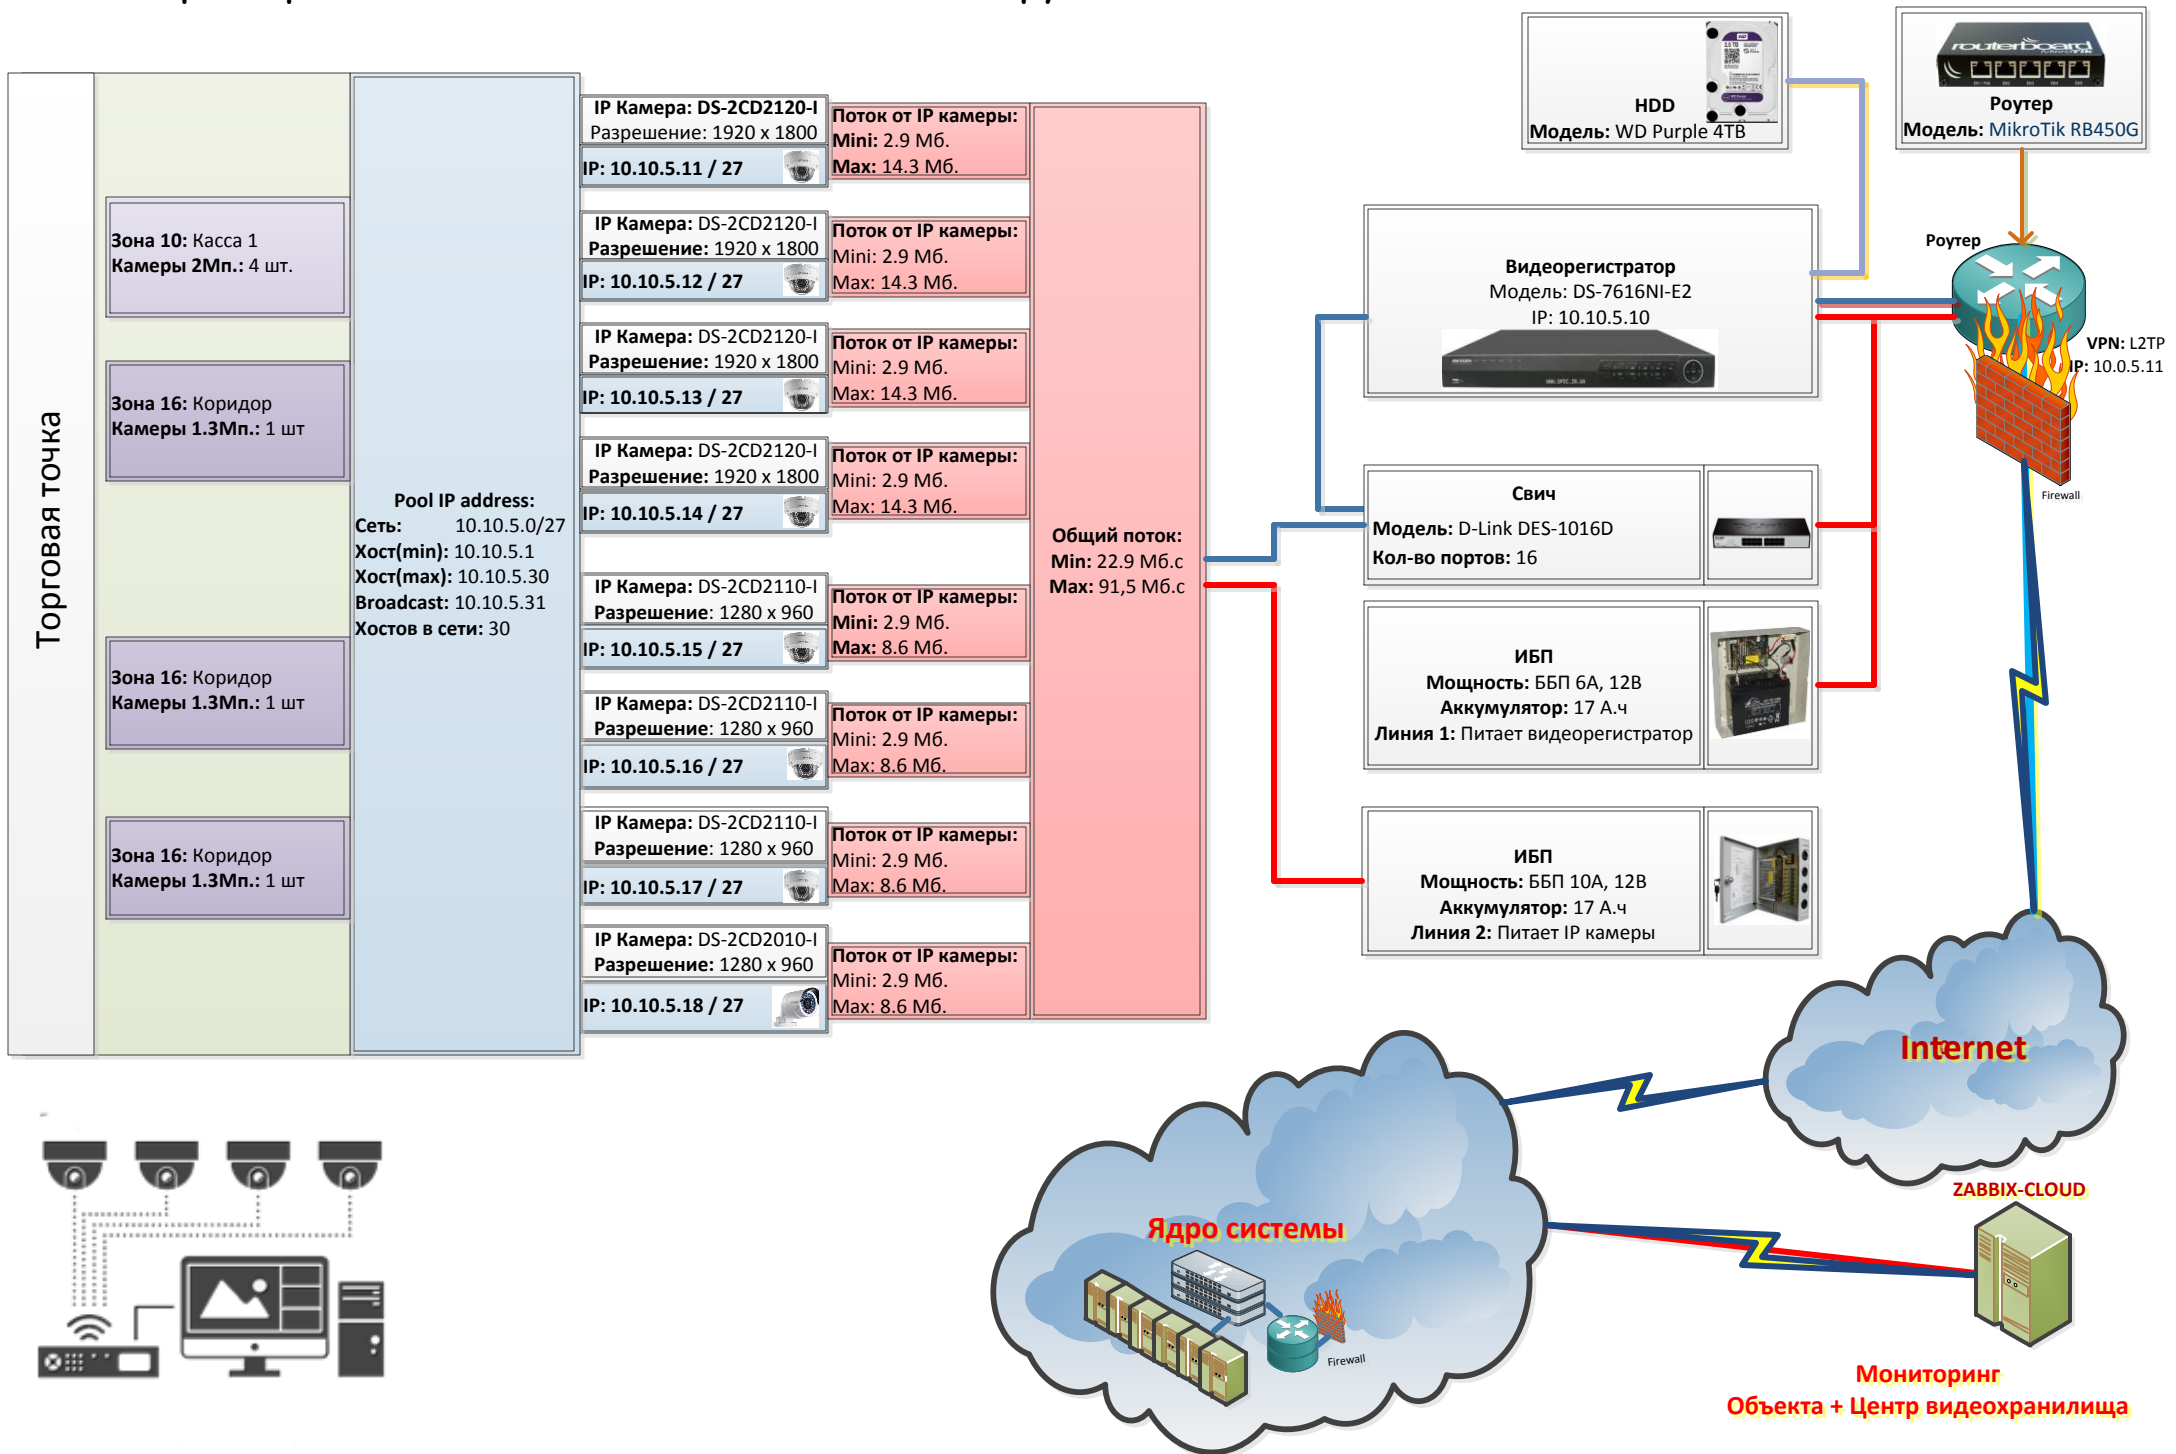 Торговая точка
Зона 10: Касса 1
Камеры 2Мп.: 4 шт.
Зона 16: Коридор
Камеры 1.3Мп.: 1 шт
Зона 16: Коридор
Камеры 1.3Мп.: 1 шт
Зона 16: Коридор
Камеры 1.3Мп.: 1 шт
Pool IP address:
Сеть: 10.10.5.0/27
Хост(min): 10.10.5.1
Хост(max): 10.10.5.30
Broadcast: 10.10.5.31
Хостов в сети: 30
IP Камера: DS-2CD2120-I
Разрешение: 1920 x 1800
IP: 10.10.5.11 / 27
Поток от IP камеры:
Mini: 2.9 Мб.
Max: 14.3 Мб.
IP Камера: DS-2CD2120-I
Разрешение: 1920 x 1800
IP: 10.10.5.12 / 27
Поток от IP камеры:
Mini: 2.9 Мб.
Max: 14.3 Мб.
IP Камера: DS-2CD2120-I
Разрешение: 1920 x 1800
IP: 10.10.5.13 / 27
Поток от IP камеры:
Mini: 2.9 Мб.
Max: 14.3 Мб.
IP Камера: DS-2CD2120-I
Разрешение: 1920 x 1800
IP: 10.10.5.14 / 27
Поток от IP камеры:
Mini: 2.9 Мб.
Max: 14.3 Мб.
IP Камера: DS-2CD2110-I
Разрешение: 1280 x 960
IP: 10.10.5.15 / 27
Поток от IP камеры:
Mini: 2.9 Мб.
Max: 8.6 Мб.
IP Камера: DS-2CD2110-I
Разрешение: 1280 x 960
IP: 10.10.5.16 / 27
Поток от IP камеры:
Mini: 2.9 Мб.
Max: 8.6 Мб.
IP Камера: DS-2CD2110-I
Разрешение: 1280 x 960
IP: 10.10.5.17 / 27
Поток от IP камеры:
Mini: 2.9 Мб.
Max: 8.6 Мб.
IP Камера: DS-2CD2010-I
Разрешение: 1280 x 960
IP: 10.10.5.18 / 27
Поток от IP камеры:
Mini: 2.9 Мб.
Max: 8.6 Мб.
Общий поток:
Min: 22.9 Мб.с
Max: 91,5 Мб.с
HDD
Модель: WD Purple 4TB
2.0 TB
routerboard
Роутер
Модель: MikroTik RB450G
Видеорегистратор
Модель: DS-7616NI-E2
IP: 10.10.5.10
WWW.SPEC.IN.UA
Роутер
VPN: L2TP
IP: 10.0.5.11
Firewall
Свич
Модель: D-Link DES-1016D
Кол-во портов: 16
ИБП
Мощность: ББП 6А, 12В
Аккумулятор: 17 А.ч
Линия 1: Питает видеорегистратор
ИБП
Мощность: ББП 10А, 12В
Аккумулятор: 17 А.ч
Линия 2: Питает IP камеры
Internet
Ядро системы
Firewall
ZABBIX-CLOUD
Мониторинг
Объекта + Центр видеохранилища